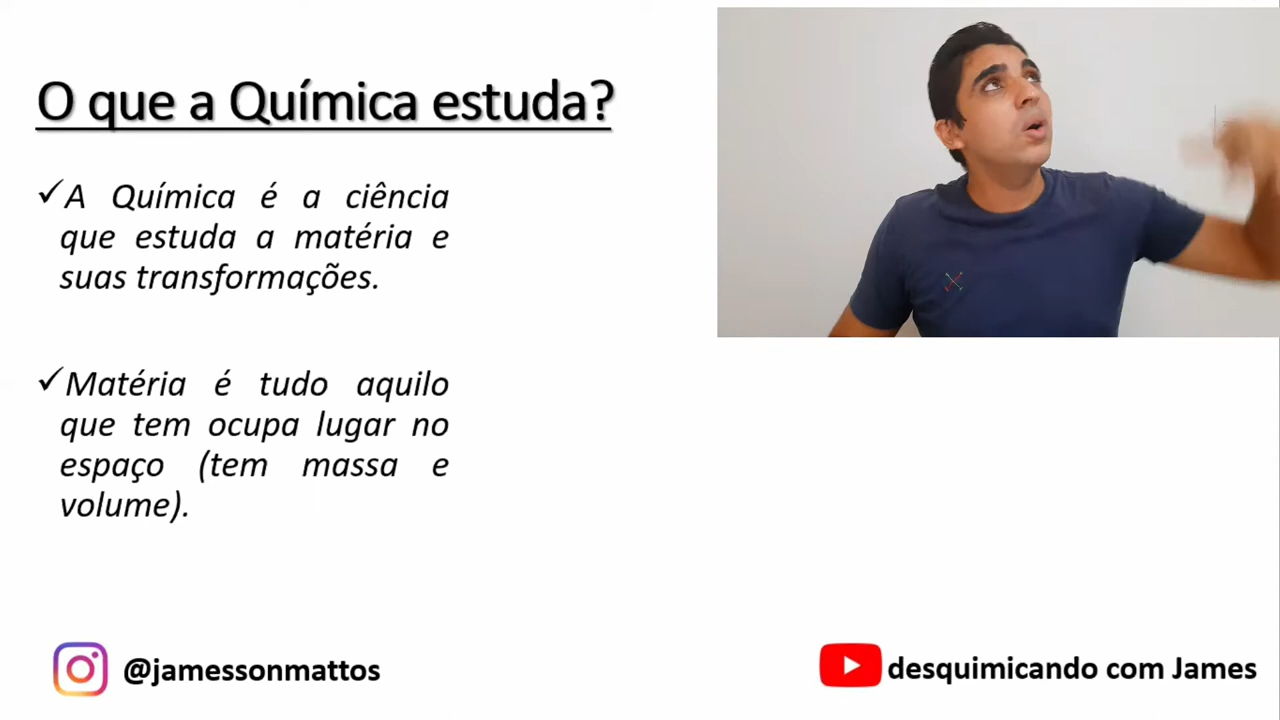 O que a Química estuda?
✓A Química é a ciência
que estuda a matéria e
suas transformações.
✓Matéria é tudo aquilo
que tem ocupa lugar no
espaço (tem massa e
volume).
@jamessonmattos
desquimicando com James